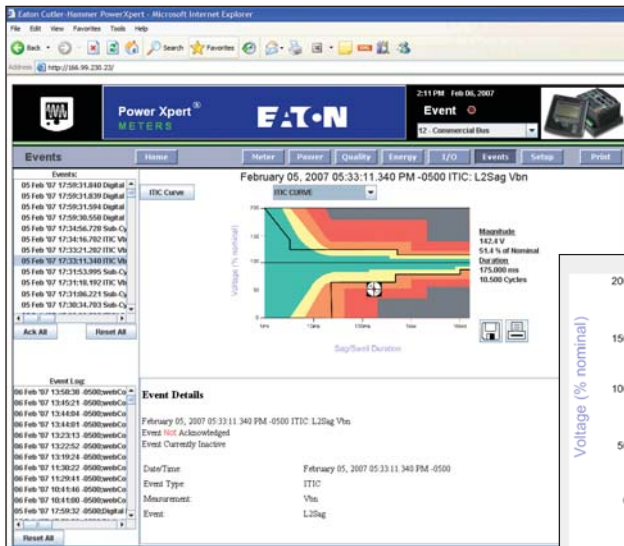 Eaton Cutler-Hammer PowerXpert - Microsoft Internet Explorer
File Edit View Favorites Tools Help
Back Search Favorites
Address http://166.99.230.23/
Power Xpert®
METERS
EATON
2:11 PM Feb 06, 2007
Event
12 - Commercial Bus
Events
Home Meter Power Quality Energy I/O Events Setup Print
Events:
05 Feb '07 17:59:31.840 Digital
05 Feb '07 17:59:31.839 Digital
05 Feb '07 17:59:31.594 Digital
05 Feb '07 17:59:30.550 Digital
05 Feb '07 17:34:56.728 Sub-Cy
05 Feb '07 17:34:16.702 ITIC Vb
05 Feb '07 17:33:21.202 ITIC Vb
05 Feb '07 17:33:11.340 ITIC Vb
05 Feb '07 17:31:53.995 Sub-Cy
05 Feb '07 17:31:18.192 ITIC Vb
05 Feb '07 17:31:06.221 Sub-Cy
05 Feb '07 17:30:34.703 Sub-Cy
Ack All Reset All
February 05, 2007 05:33:11.340 PM -0500 ITIC: L2Sag Vbn
ITIC Curve
ITIC CURVE
Voltage (% nominal)
200
150
100
50
0
1ms 10ms 100ms 1sec 10sec
Sag/Swell Duration
Magnitude
142.4 V
51.4 % of Nominal
Duration
175.000 ms
10.500 Cycles
Event Log:
06 Feb '07 13:58:38 -0500;webCo
06 Feb '07 13:45:21 -0500;webCo
06 Feb '07 13:44:04 -0500;webCo
06 Feb '07 13:44:01 -0500;webCo
06 Feb '07 13:23:13 -0500;webCo
06 Feb '07 13:22:52 -0500;webCo
06 Feb '07 13:19:24 -0500;webCo
06 Feb '07 11:30:22 -0500;webCo
06 Feb '07 11:29:41 -0500;webCo
06 Feb '07 10:41:46 -0500;webCo
06 Feb '07 10:41:00 -0500;webCo
05 Feb '07 17:59:32 -0500;Digital I
Reset All
Event Details
February 05, 2007 05:33:11.340 PM -0500 ITIC: L2Sag Vbn
Event Not Acknowledged
Event Currently Inactive
Date/Time: February 05, 2007 05:33:11.340 PM -0500
Event Type: ITIC
Measurement: Vbn
Event: L2Sag
Voltage (% nominal)